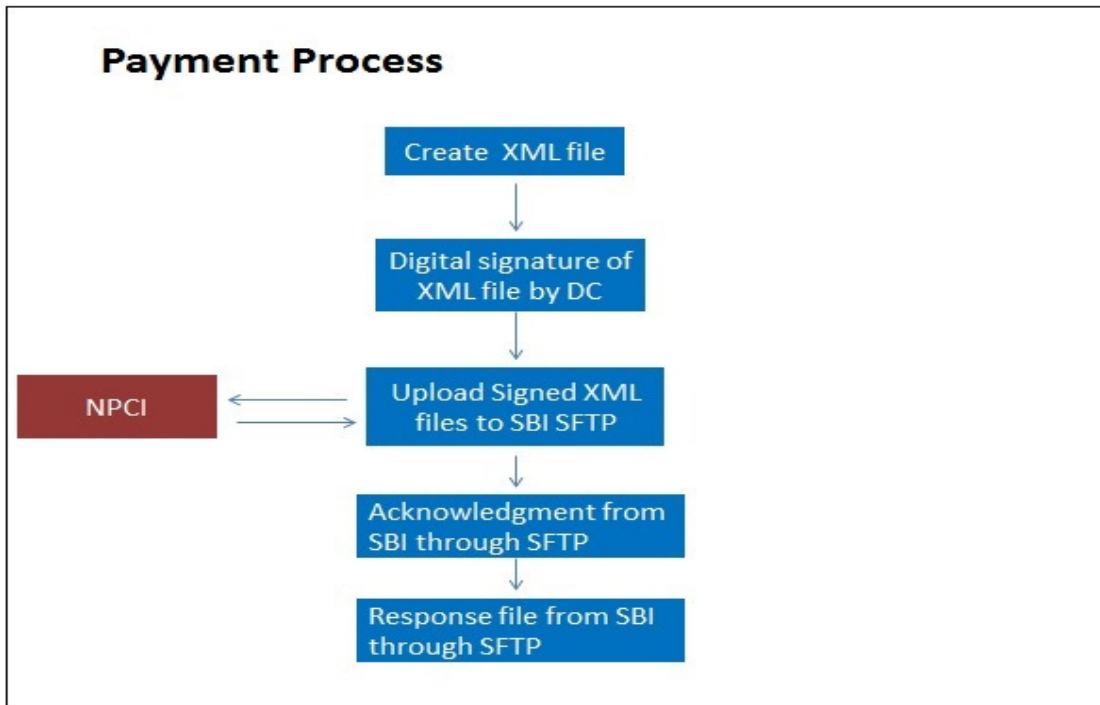 Payment Process
Create XML file
Digital signature of
XML file by DC
NPCI
Upload Signed XML
files to SBI SFTP
Acknowledgment from
SBI through SFTP
Response file from SBI
through SFTP